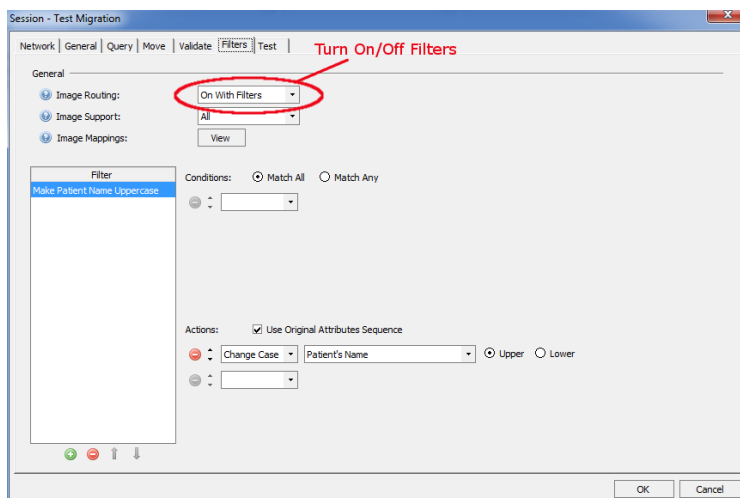 Session - Test Migration
Network General Query Move Validate Filters Test
Turn On/Off Filters
General
Image Routing: On With Filters
Image Support: All
Image Mappings: View
Filter
Make Patient Name Uppercase
Conditions: Match All Match Any
Actions: Use Original Attributes Sequence
Change Case Patient's Name Upper Lower
OK Cancel